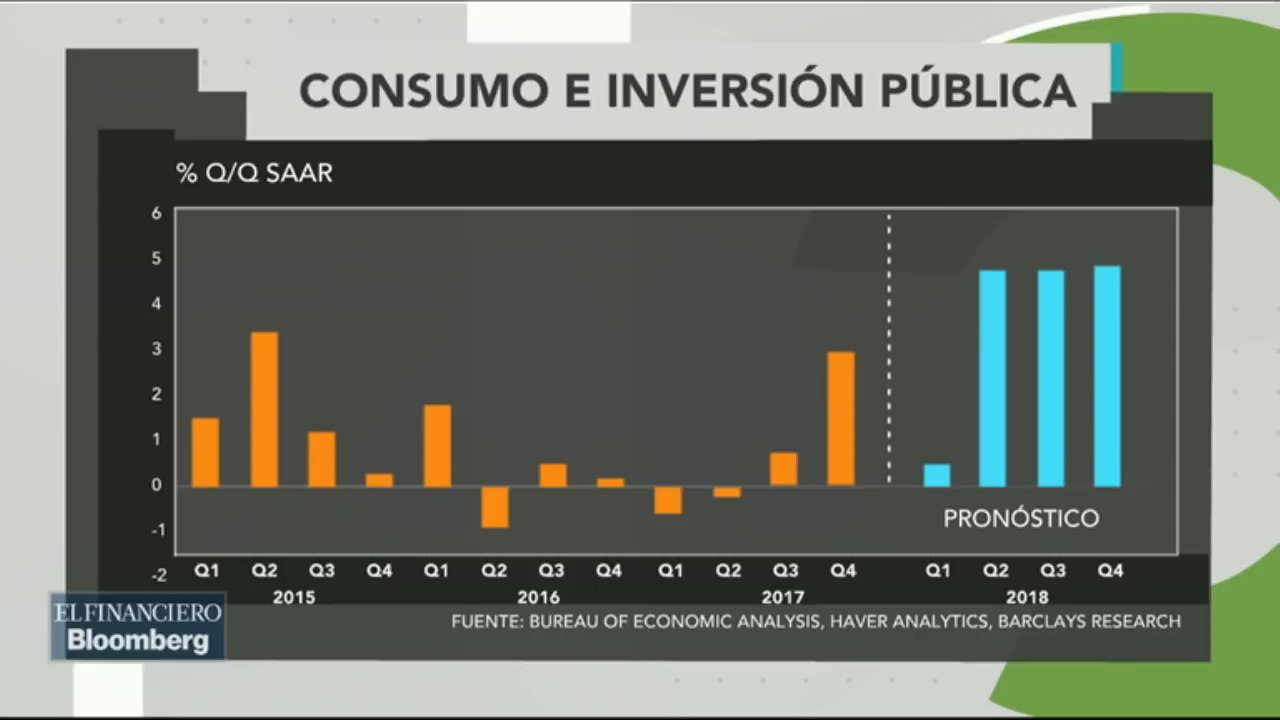 CONSUMO E INVERSIÓN PÚBLICA
% Q/Q SAAR
6
5
4
3
2
1
0
-1
-2
PRONÓSTICO
Q1 Q2 Q3 Q4 Q1 Q2 Q3 Q4 Q1 Q2 Q3 Q4 Q1 Q2 Q3 Q4
2015 2016 2017 2018
FUENTE: BUREAU OF ECONOMIC ANALYSIS, HAVER ANALYTICS, BARCLAYS RESEARCH
EL FINANCIERO
Bloomberg